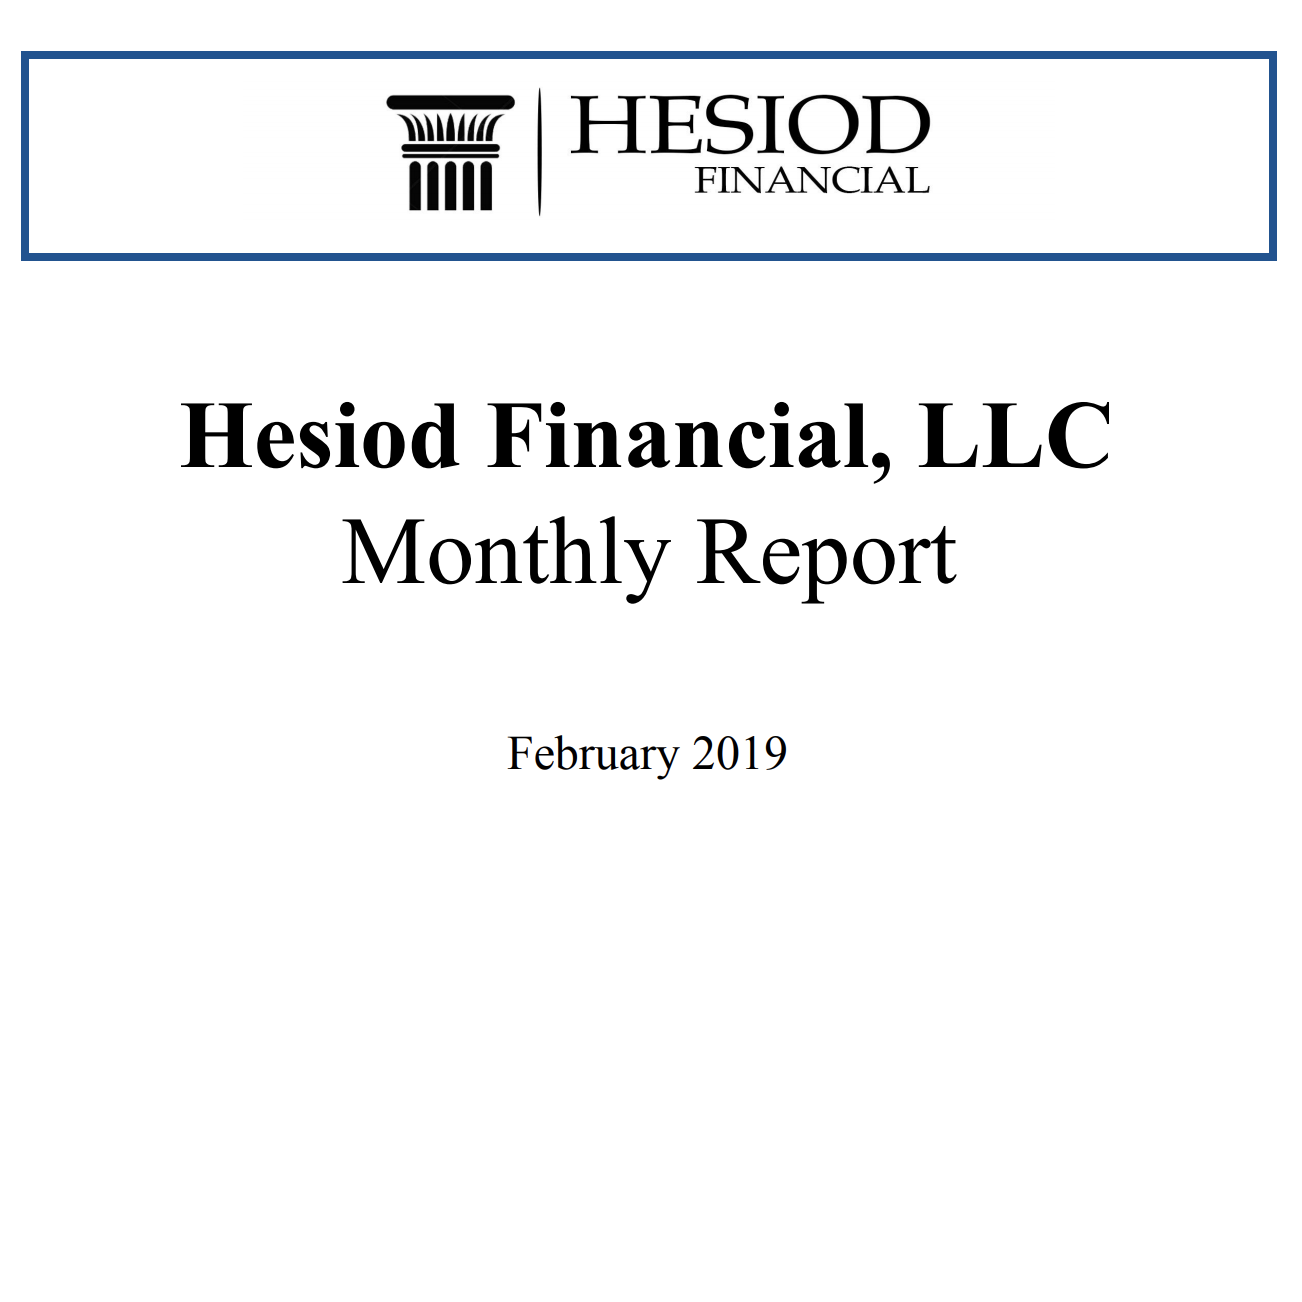 HESIOD
FINANCIAL
Hesiod Financial, LLC
Monthly Report
February 2019